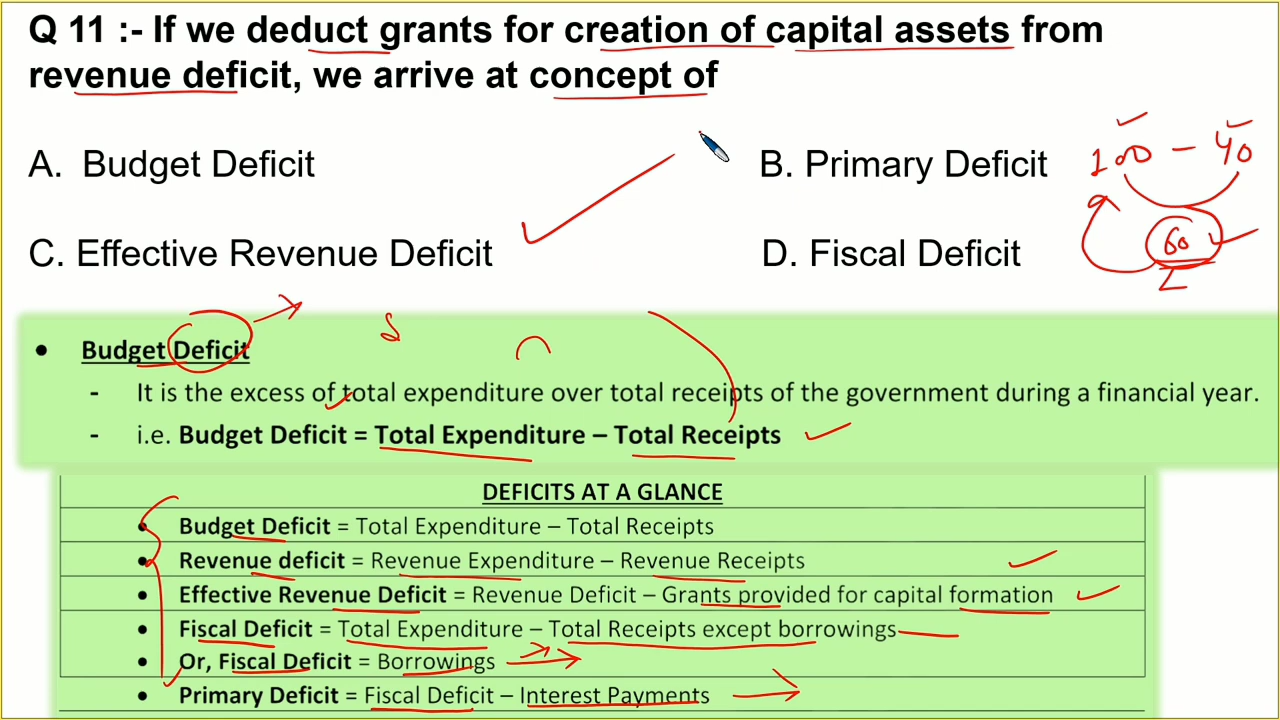 Q 11 :- If we deduct grants for creation of capital assets from
revenue deficit, we arrive at concept of
A. Budget Deficit
B. Primary Deficit
100 - 40
60
C. Effective Revenue Deficit
D. Fiscal Deficit
• Budget Deficit
- It is the excess of total expenditure over total receipts of the government during a financial year.
- i.e. Budget Deficit = Total Expenditure – Total Receipts
DEFICITS AT A GLANCE
• Budget Deficit = Total Expenditure – Total Receipts
• Revenue deficit = Revenue Expenditure – Revenue Receipts
• Effective Revenue Deficit = Revenue Deficit – Grants provided for capital formation
• Fiscal Deficit = Total Expenditure – Total Receipts except borrowings
• Or, Fiscal Deficit = Borrowings
• Primary Deficit = Fiscal Deficit – Interest Payments